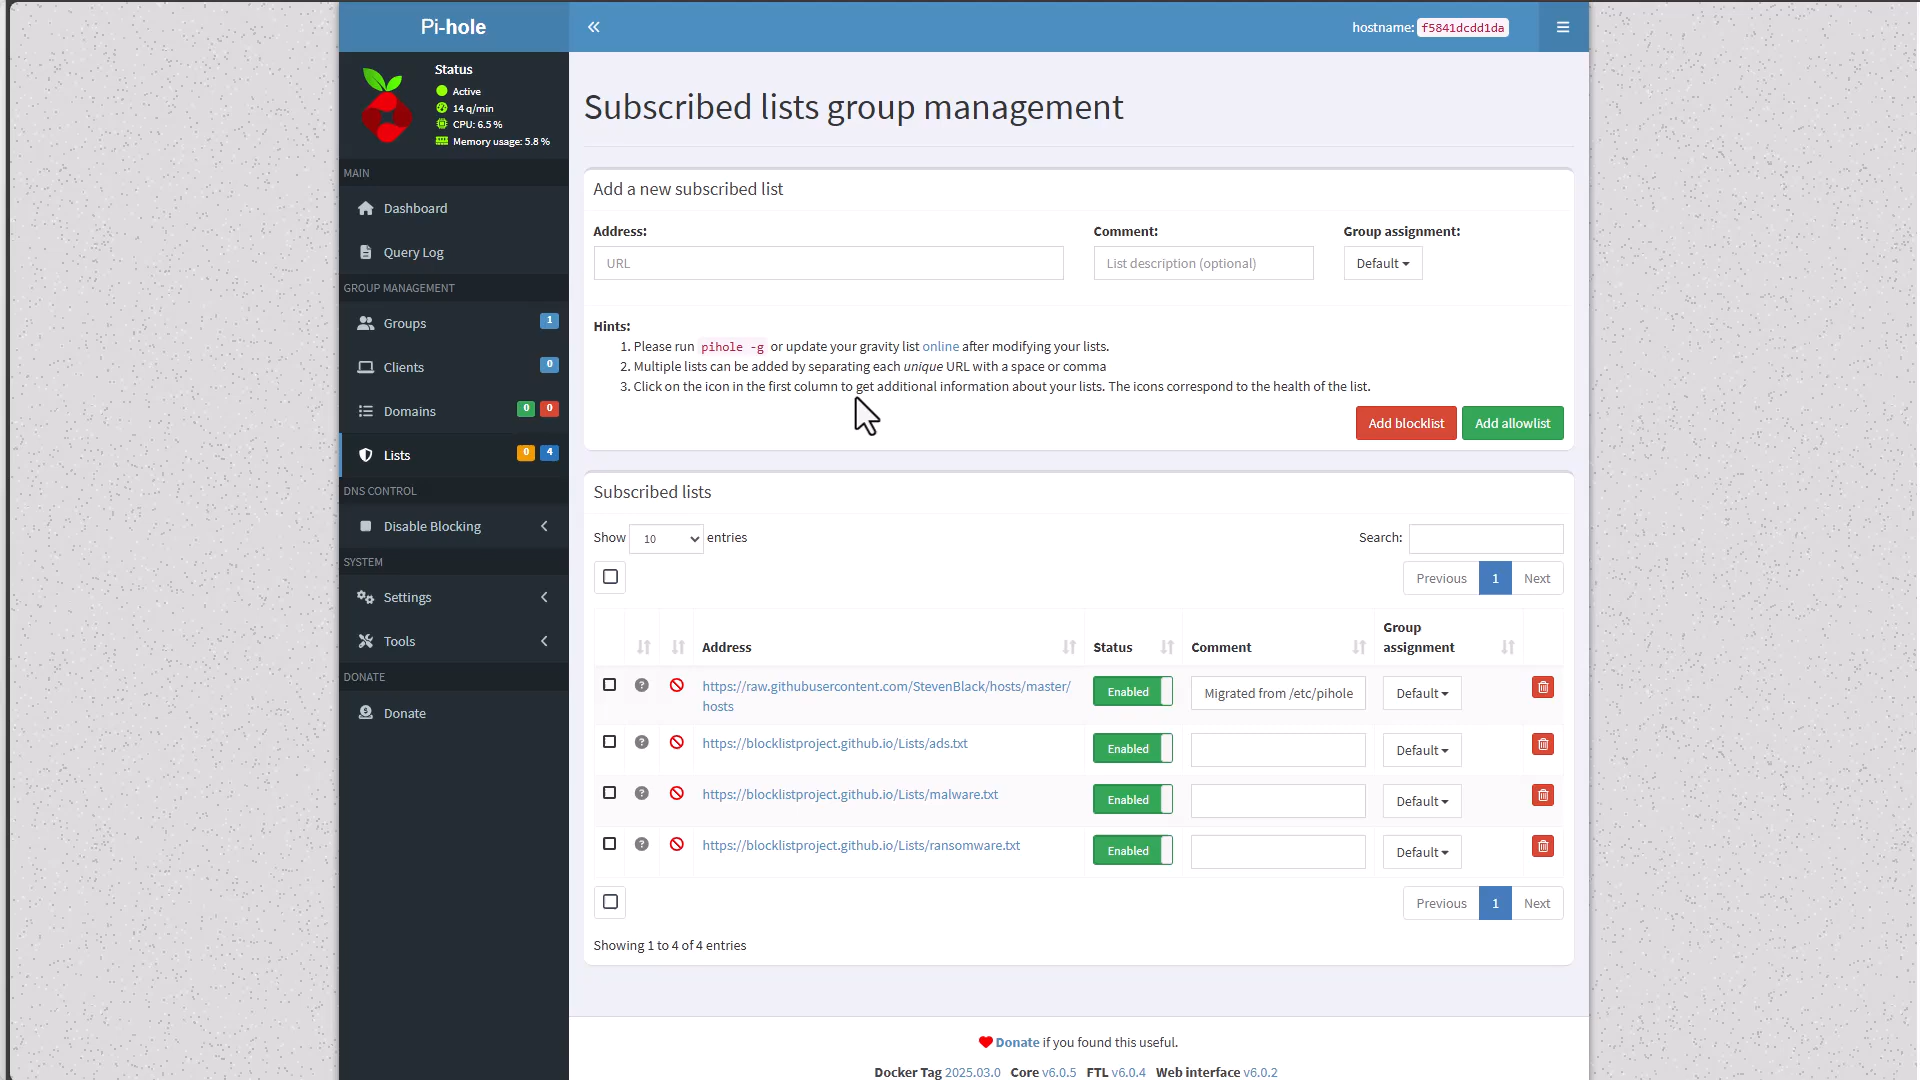 Pi-hole
hostname: f5841dcdd1da
Status
Active
14 q/min
CPU: 6.5 %
Memory usage: 5.8 %
MAIN
Dashboard
Query Log
GROUP MANAGEMENT
Groups 1
Clients 0
Domains 0 0
Lists 0 4
DNS CONTROL
Disable Blocking
SYSTEM
Settings
Tools
DONATE
Donate
Subscribed lists group management
Add a new subscribed list
Address: Comment: Group assignment:
URL List description (optional) Default
Hints:
1. Please run pihole -g or update your gravity list online after modifying your lists.
2. Multiple lists can be added by separating each unique URL with a space or comma
3. Click on the icon in the first column to get additional information about your lists. The icons correspond to the health of the list.
Add blocklist Add allowlist
Subscribed lists
Show 10 entries Search:
Previous 1 Next
Address Status Comment Group assignment
https://raw.githubusercontent.com/StevenBlack/hosts/master/ Enabled Migrated from /etc/pihole Default
hosts
https://blocklistproject.github.io/Lists/ads.txt Enabled Default
https://blocklistproject.github.io/Lists/malware.txt Enabled Default
https://blocklistproject.github.io/Lists/ransomware.txt Enabled Default
Previous 1 Next
Showing 1 to 4 of 4 entries
Donate if you found this useful.
Docker Tag 2025.03.0 Core v6.0.5 FTL v6.0.4 Web interface v6.0.2